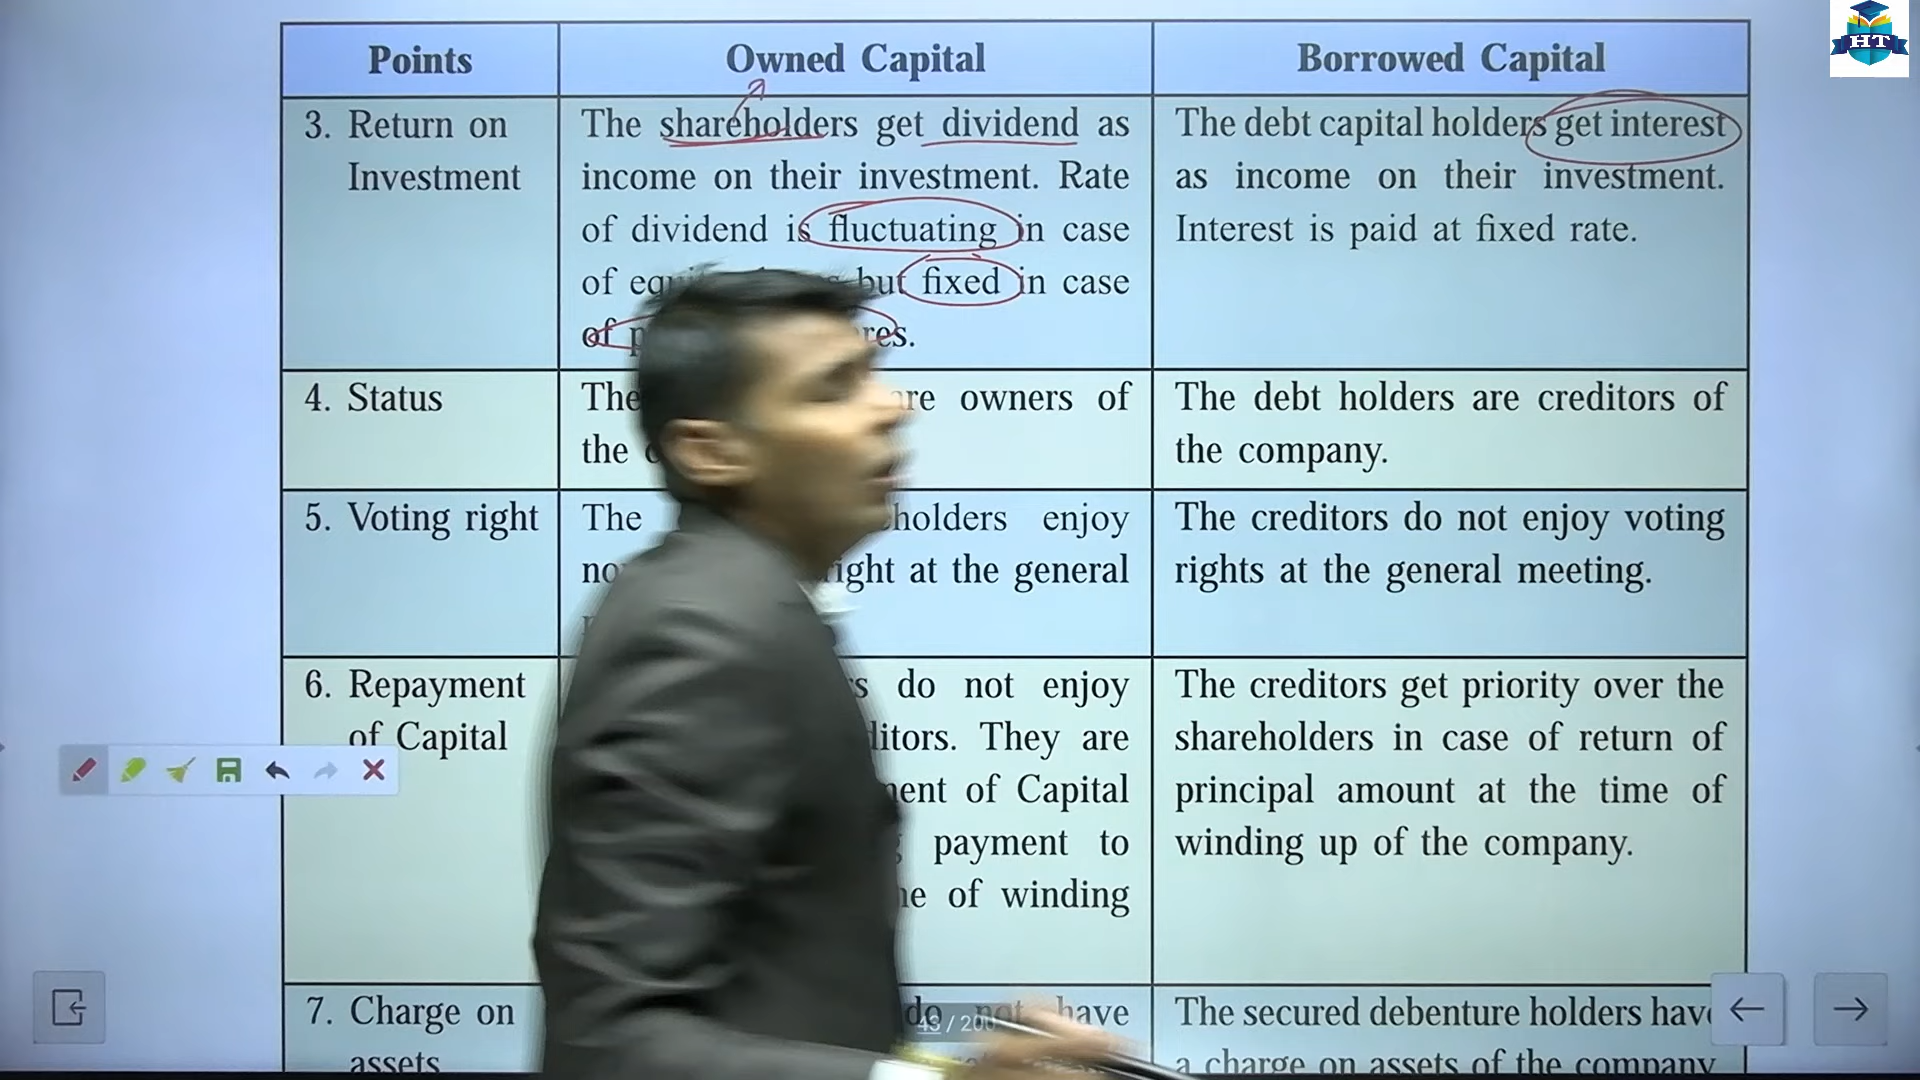 HT
Points
Owned Capital
Borrowed Capital
3. Return on
Investment
The shareholders get dividend as
income on their investment. Rate
of dividend is fluctuating in case
of but fixed in case
of
The debt capital holders get interest
as income on their investment.
Interest is paid at fixed rate.
4. Status
The owners of
the
The debt holders are creditors of
the company.
5. Voting right
The holders enjoy
right at the general
The creditors do not enjoy voting
rights at the general meeting.
6. Repayment
of Capital
do not enjoy
They are
of Capital
payment to
of winding
The creditors get priority over the
shareholders in case of return of
principal amount at the time of
winding up of the company.
7. Charge on
assets
do not have
43 / 200
The secured debenture holders have
a charge on assets of the company